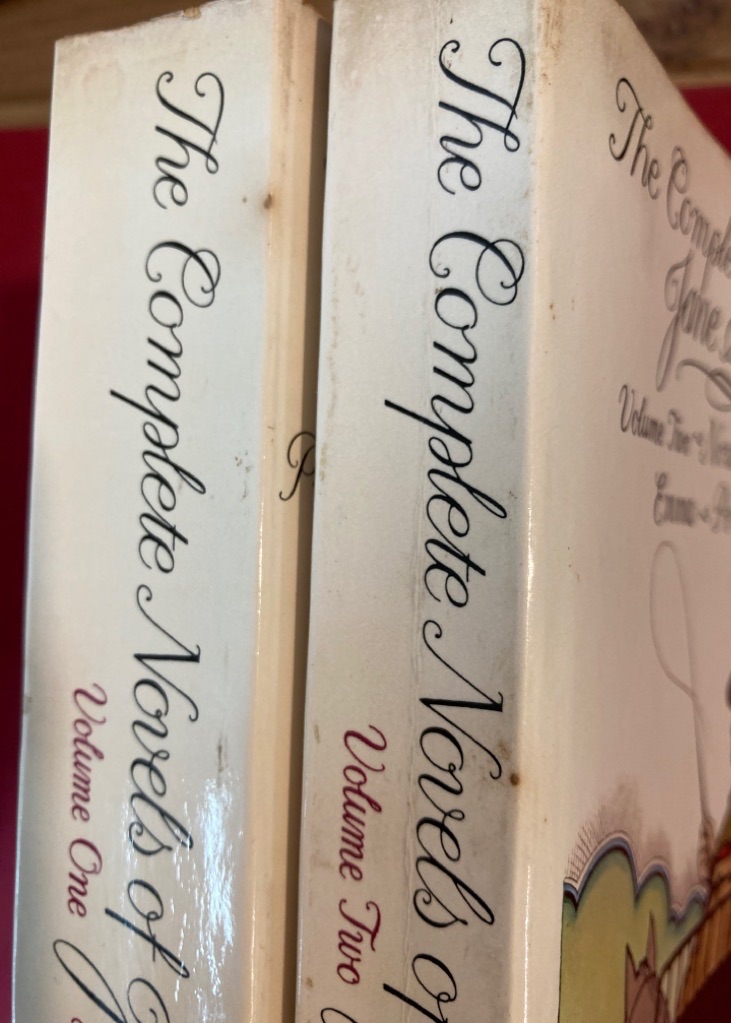 The Complete Novels of
Volume One
The Complete Novels of
Volume Two
The Comple
Jane
Volume Two
Emma